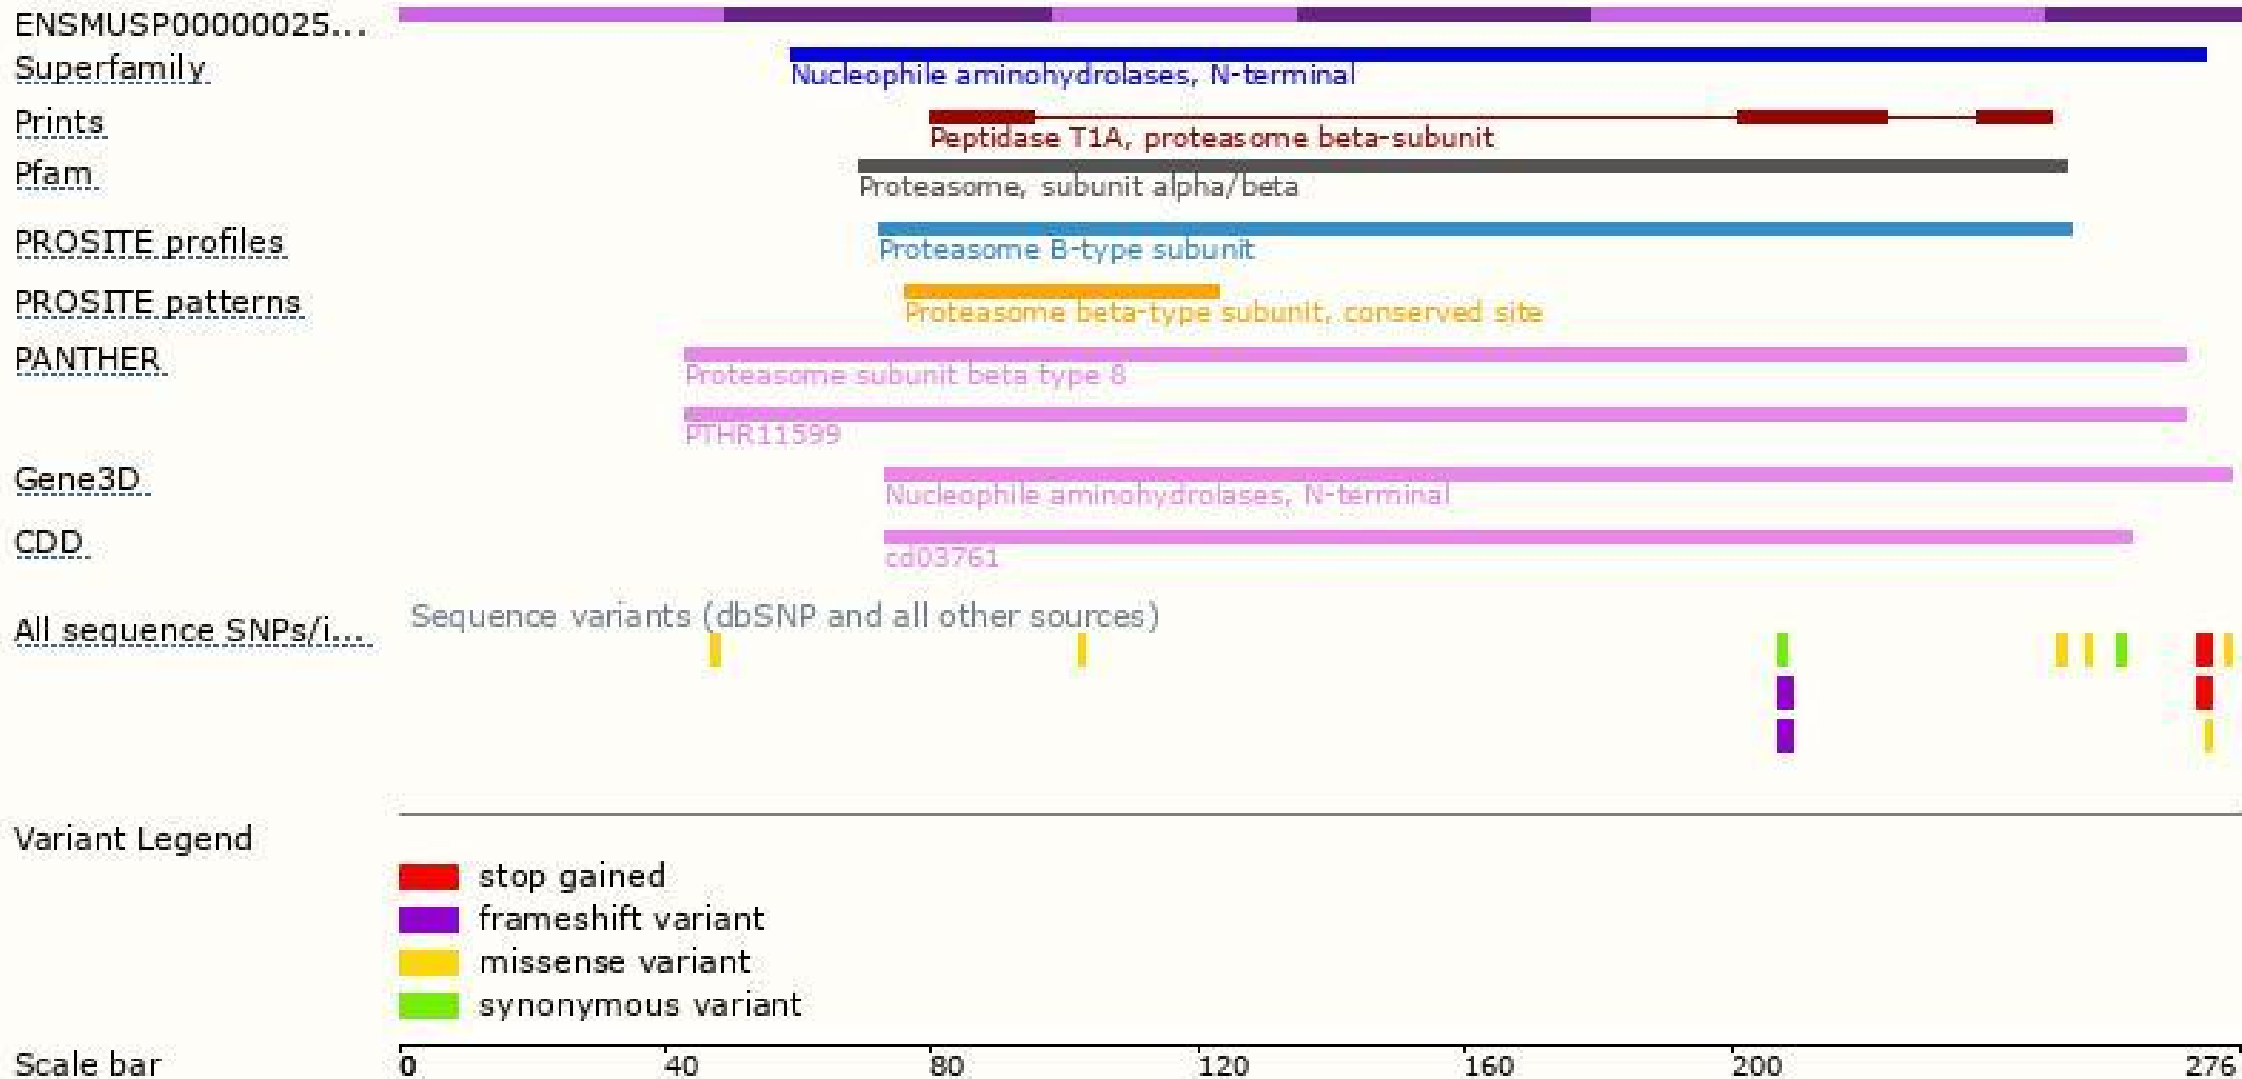 ENSMUSP00000025...
Superfamily
Nucleophile aminohydrolases, N-terminal
Prints
Peptidase T1A, proteasome beta-subunit
Pfam
Proteasome, subunit alpha/beta
PROSITE profiles
Proteasome B-type subunit
PROSITE patterns
Proteasome beta-type subunit, conserved site
PANTHER
Proteasome subunit beta type 8
PTHR11599
Gene3D
Nucleophile aminohydrolases, N-terminal
CDD
cd03761
Sequence variants (dbSNP and all other sources)
All sequence SNPs/i...
Variant Legend
stop gained
frameshift variant
missense variant
synonymous variant
Scale bar 0 40 80 120 160 200 276